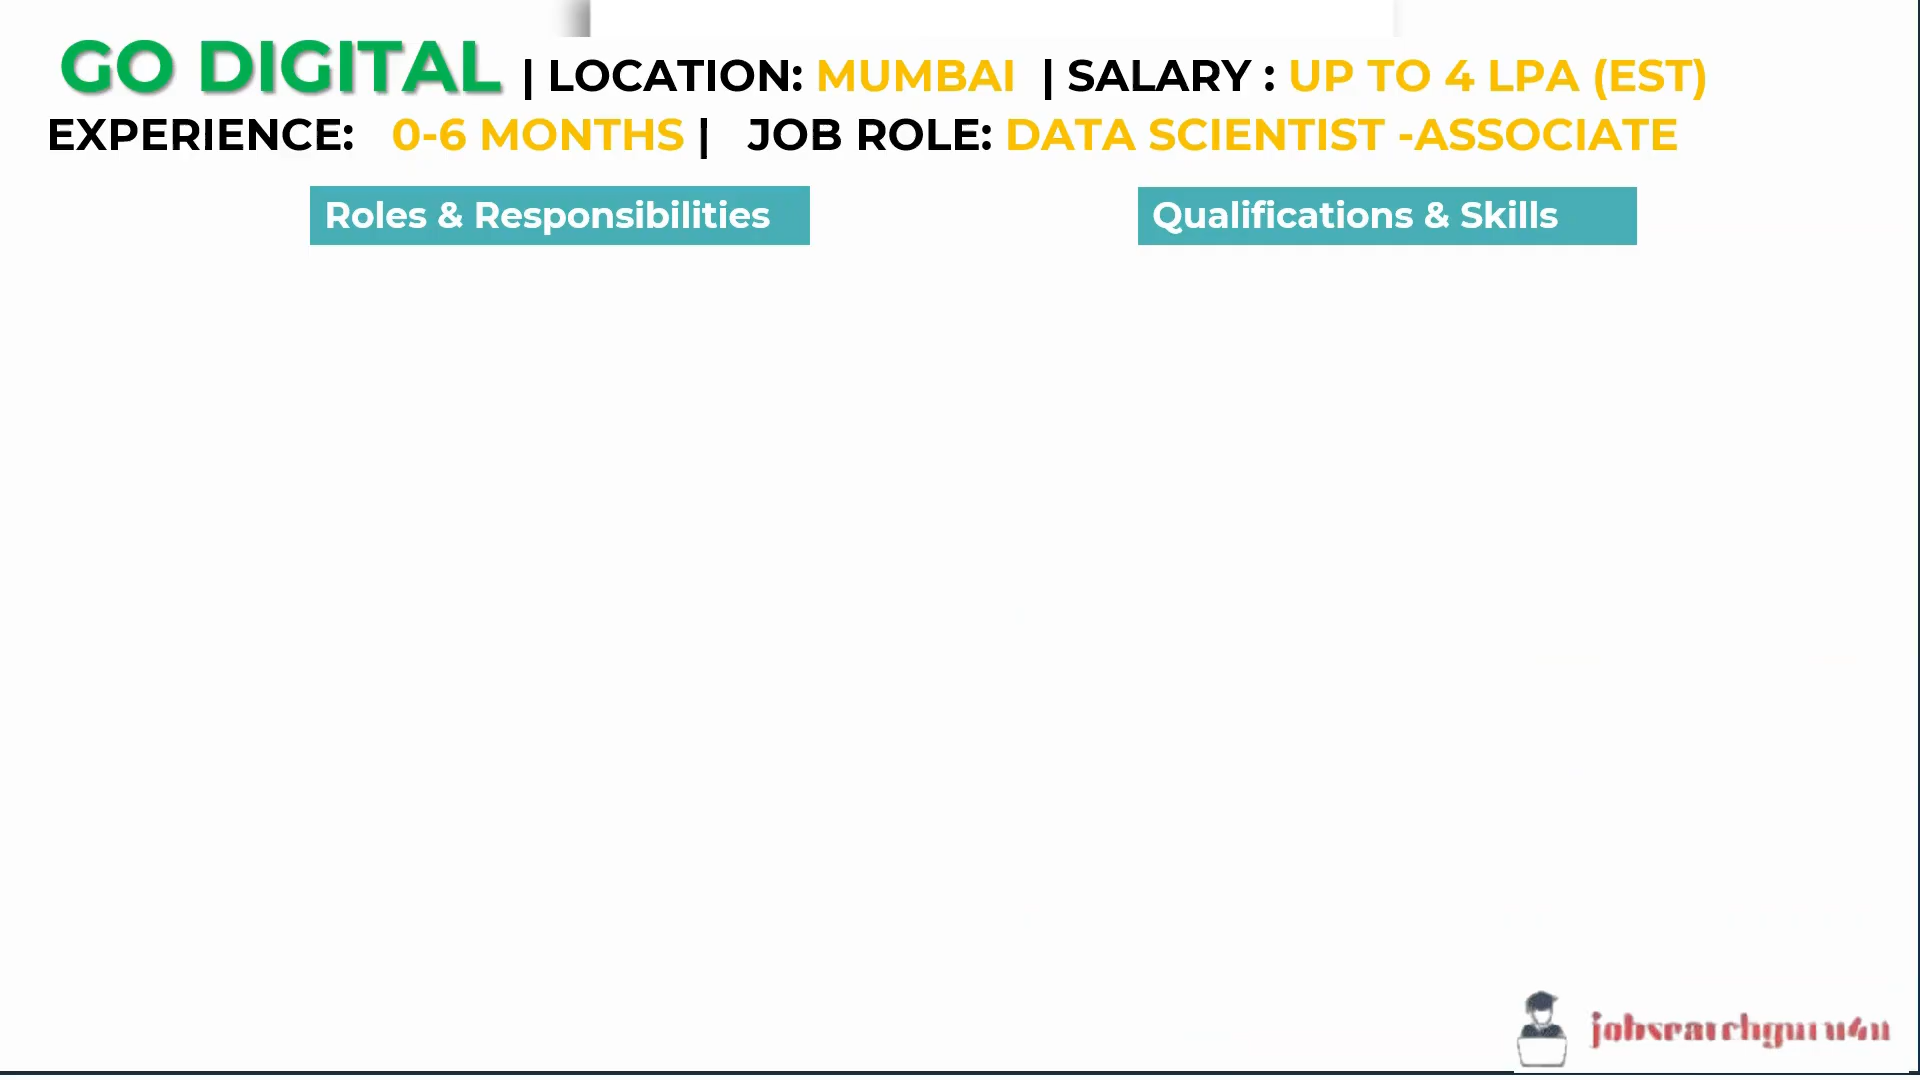 GO DIGITAL | LOCATION: MUMBAI | SALARY : UP TO 4 LPA (EST)
EXPERIENCE: 0-6 MONTHS | JOB ROLE: DATA SCIENTIST -ASSOCIATE
Roles & Responsibilities
Qualifications & Skills
jobsearchguru4u